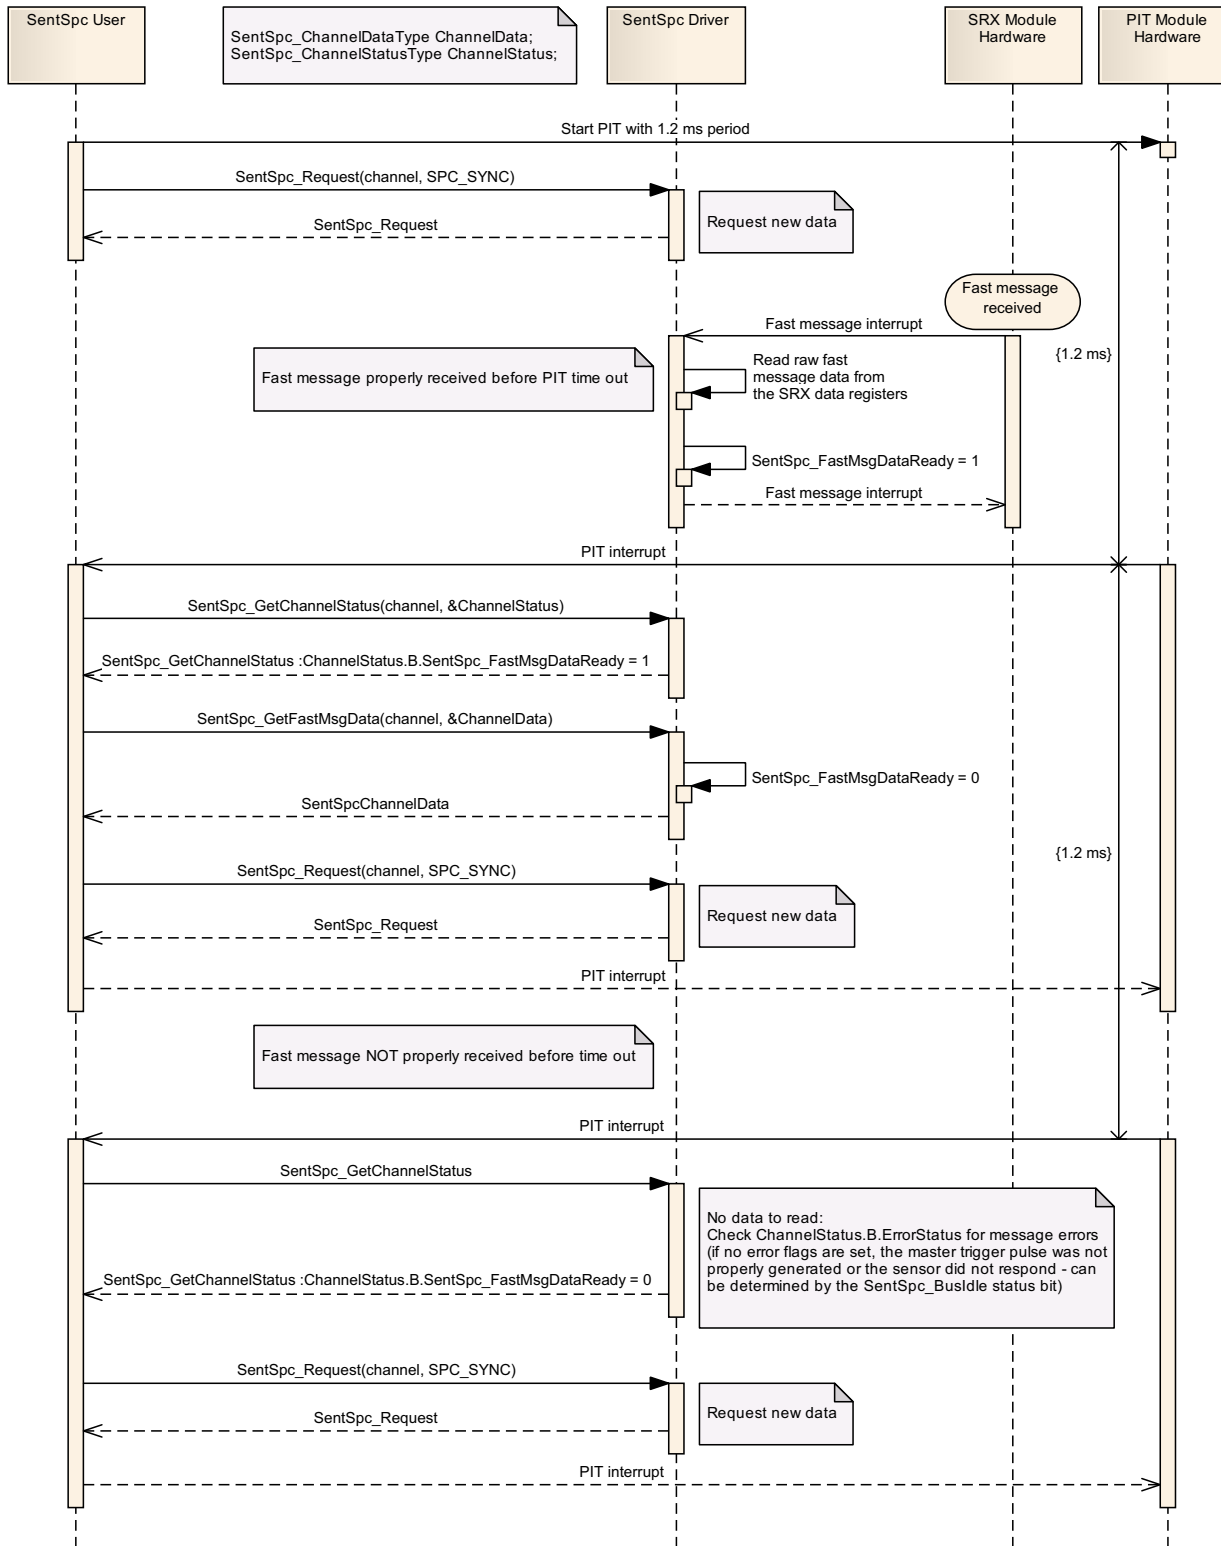 SentSpc User
SentSpc_ChannelDataType ChannelData;
SentSpc_ChannelStatusType ChannelStatus;
SentSpc Driver
SRX Module
Hardware
PIT Module
Hardware
Start PIT with 1.2 ms period
SentSpc_Request(channel, SPC_SYNC)
Request new data
SentSpc_Request
Fast message
received
Fast message interrupt
{1.2 ms}
Fast message properly received before PIT time out
Read raw fast
message data from
the SRX data registers
SentSpc_FastMsgDataReady = 1
Fast message interrupt
PIT interrupt
SentSpc_GetChannelStatus(channel, &ChannelStatus)
SentSpc_GetChannelStatus :ChannelStatus.B.SentSpc_FastMsgDataReady = 1
SentSpc_GetFastMsgData(channel, &ChannelData)
SentSpc_FastMsgDataReady = 0
SentSpcChannelData
{1.2 ms}
SentSpc_Request(channel, SPC_SYNC)
Request new data
SentSpc_Request
PIT interrupt
Fast message NOT properly received before time out
PIT interrupt
SentSpc_GetChannelStatus
No data to read:
Check ChannelStatus.B.ErrorStatus for message errors
(if no error flags are set, the master trigger pulse was not
properly generated or the sensor did not respond - can
be determined by the SentSpc_BusIdle status bit)
SentSpc_GetChannelStatus :ChannelStatus.B.SentSpc_FastMsgDataReady = 0
SentSpc_Request(channel, SPC_SYNC)
Request new data
SentSpc_Request
PIT interrupt